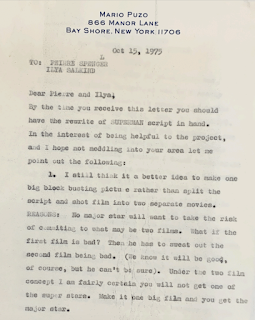 MARIO PUZO
866 MANOR LANE
BAY SHORE, NEW YORK 11706
Oct 15, 1975
TO: PEIRRE SPENGER
ILYA SALKIND
Dear Pierre and Ilya;
By the time you receive this letter you should
have the rewrite of SUPERMAN script in hand.
In the interest of being helpful to the project,
and I hope not meddling into your area let me
point out the following:
1. I still think it a better idea to make one
big block busting picture rather than split the
script and shot film into two separate movies.
REASONS: No major star will want to take the risk
of commiting to what may be two films. What if the
first film is bad? Then he has to sweat out the
second film being bad. (We know it will be good,
of course, but he can't be sure). Under the two film
concept I am fairly certain you will not get one of
the super stars. Make it one big film and you get the
major star.